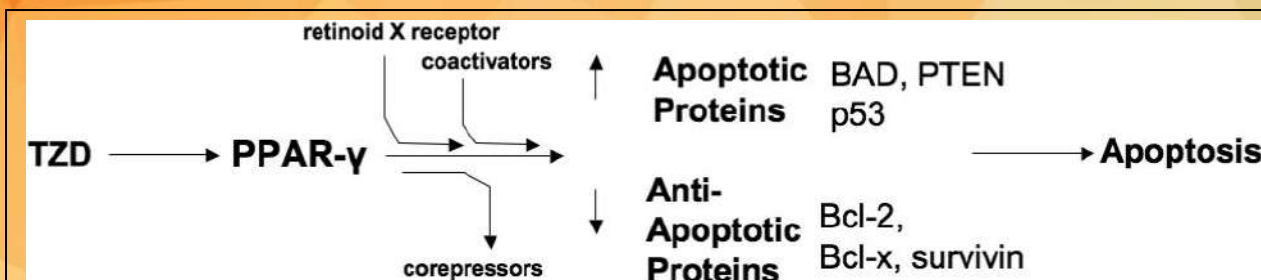 retinoid X receptor
coactivators
TZD
PPAR-γ
corepressors
Apoptotic
Proteins
BAD, PTEN
p53
Anti-
Apoptotic
Proteins
Bcl-2,
Bcl-x, survivin
Apoptosis